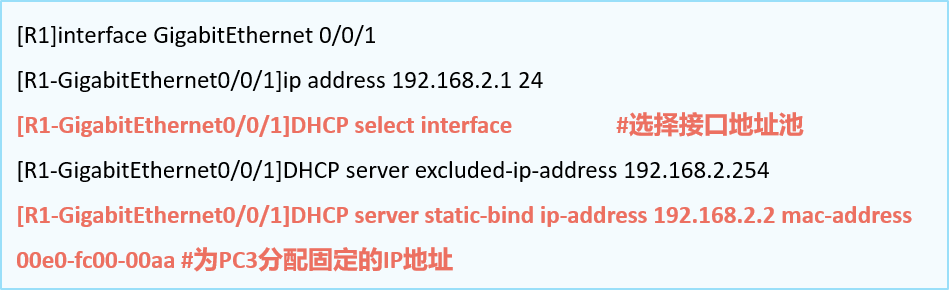 [R1]interface GigabitEthernet 0/0/1
[R1-GigabitEthernet0/0/1]ip address 192.168.2.1 24
[R1-GigabitEthernet0/0/1]DHCP select interface #选择接口地址池
[R1-GigabitEthernet0/0/1]DHCP server excluded-ip-address 192.168.2.254
[R1-GigabitEthernet0/0/1]DHCP server static-bind ip-address 192.168.2.2 mac-address
00e0-fc00-00aa #为PC3分配固定的IP地址